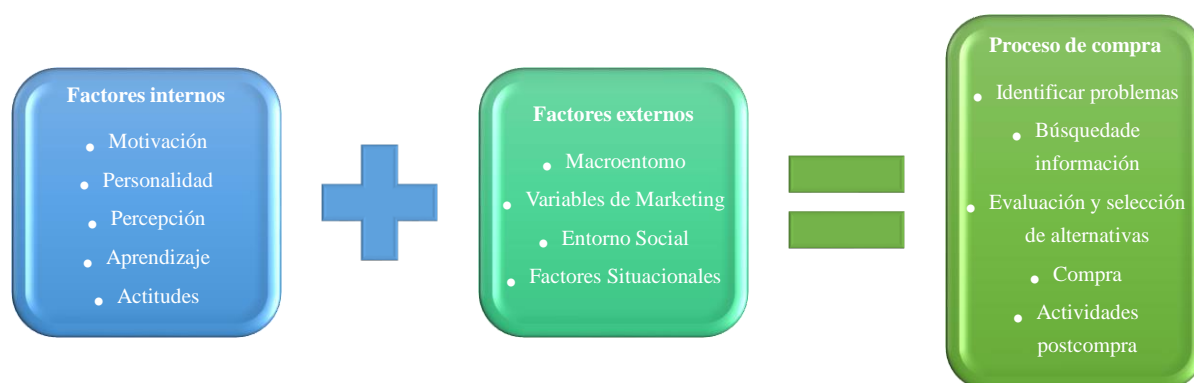 Factores internos
• Motivación
• Personalidad
• Percepción
• Aprendizaje
• Actitudes
Factores externos
• Macroentomo
• Variables de Marketing
• Entorno Social
• Factores Situacionales
Proceso de compra
• Identificar problemas
• Búsquedade
información
• Evaluación y selección
de alternativas
• Compra
• Actividades
postcompra